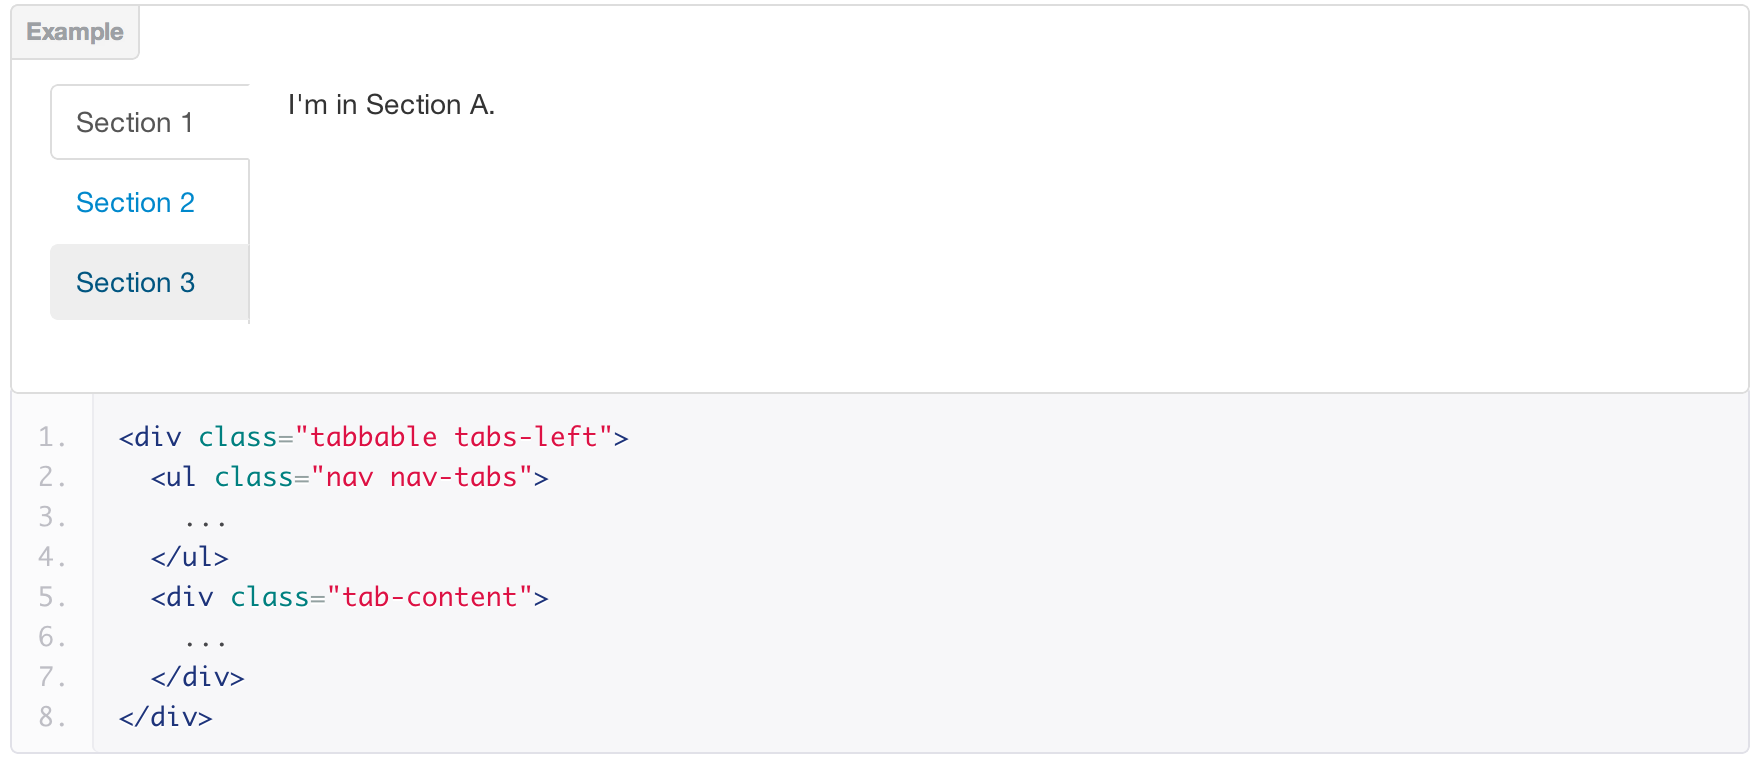 Example
Section 1
I'm in Section A.
Section 2
Section 3
1. <div class="tabbable tabs-left">
2.   <ul class="nav nav-tabs">
3.     ...
4.   </ul>
5.   <div class="tab-content">
6.     ...
7.   </div>
8. </div>